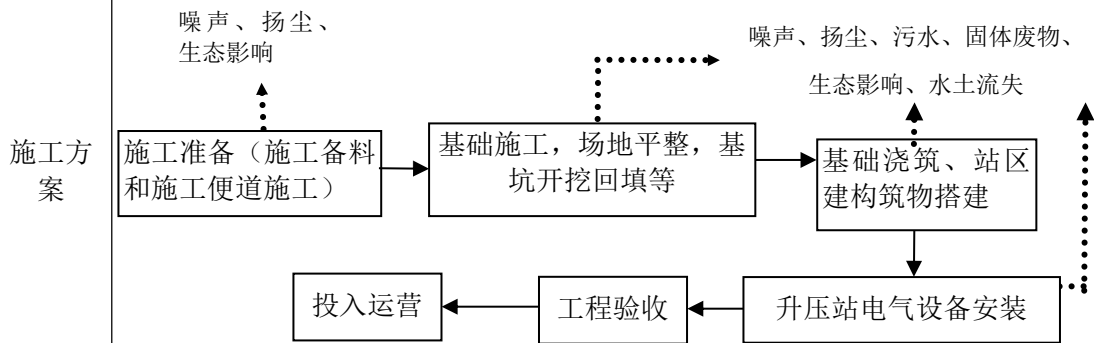 噪声、扬尘、
生态影响
噪声、扬尘、污水、固体废物、
生态影响、水土流失
施工方
案
施工准备（施工备料
和施工便道施工）
基础施工，场地平整，基
坑开挖回填等
基础浇筑、站区
建构筑物搭建
投入运营
工程验收
升压站电气设备安装